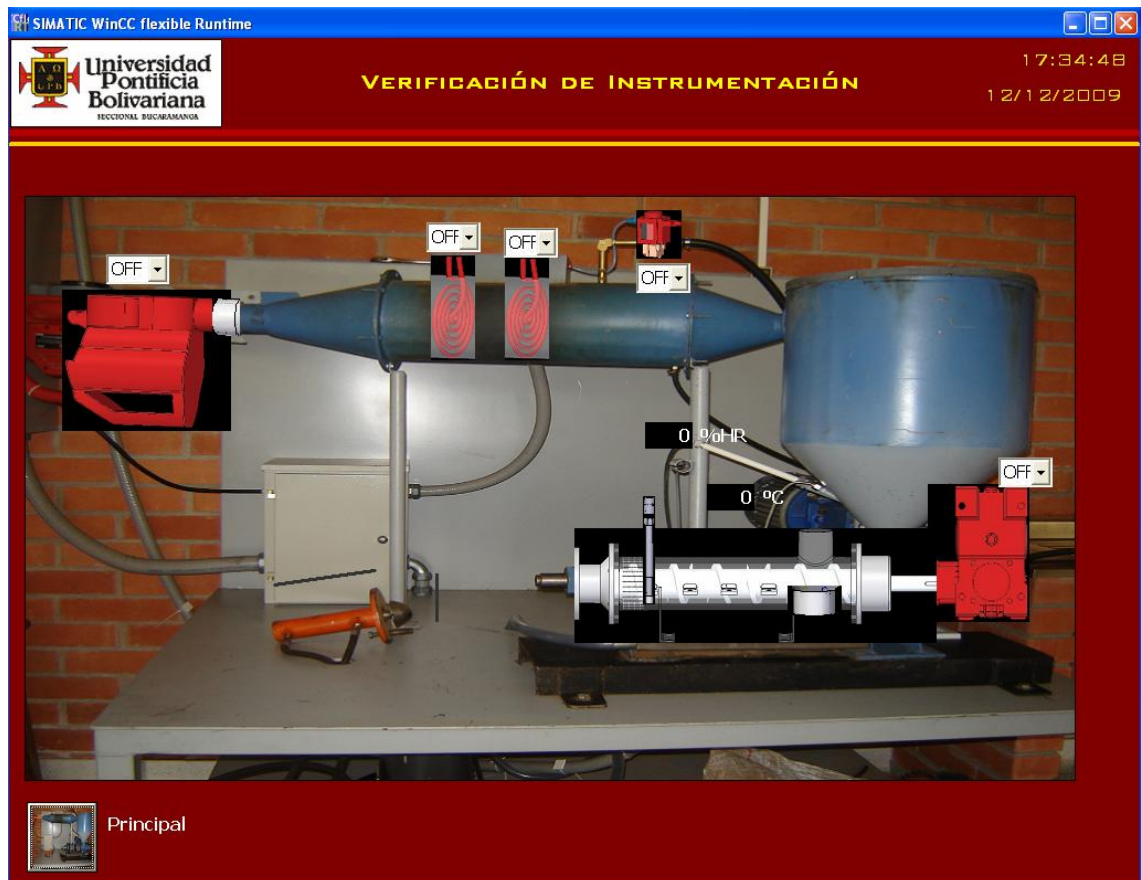 SIMATIC WinCC flexible Runtime
Universidad
Pontificia
Bolivariana
SECCIONAL BUCARAMANGA
A Ω
U P B
VERIFICACIÓN DE INSTRUMENTACIÓN
17:34:48
12/12/2009
OFF
OFF
OFF
OFF
0 %HR
OFF
0 ºC
Principal